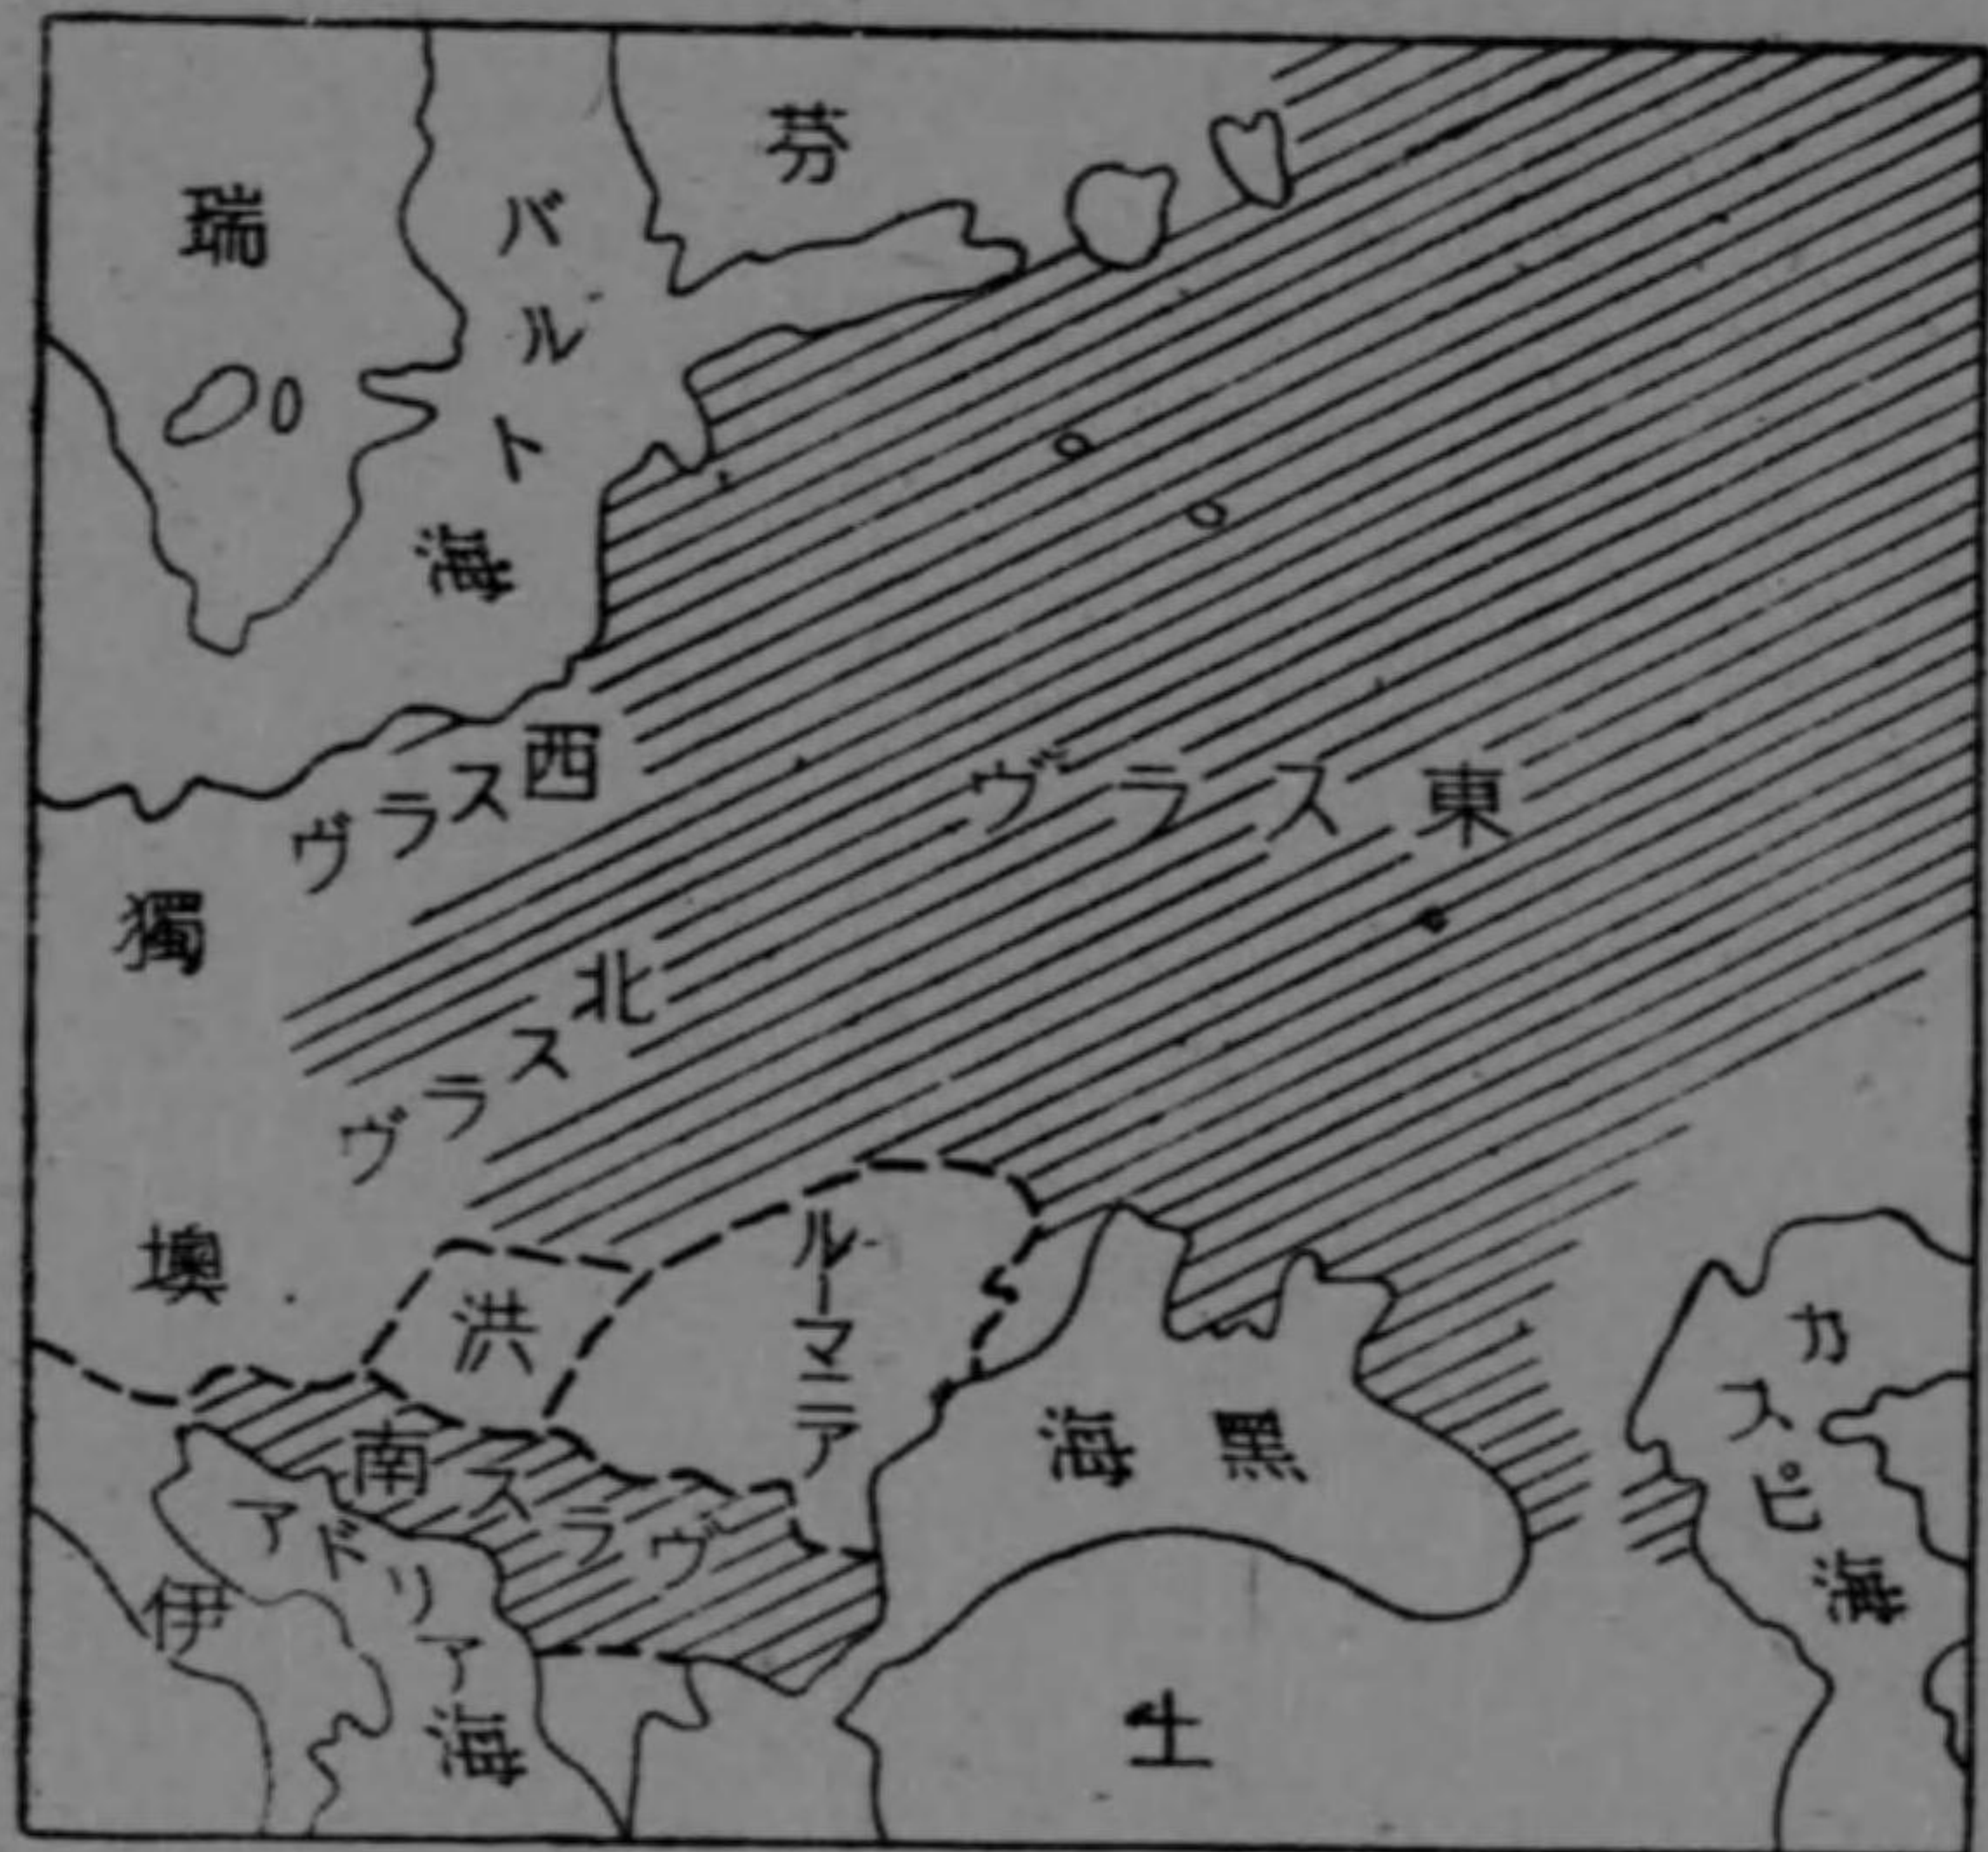 芬
瑞
バルト海
西スラヴ
東スラヴ
獨
北スラヴ
墺
洪
ルーマニア
南スラヴ
アドリア海
伊
黒海
カスピ海
土